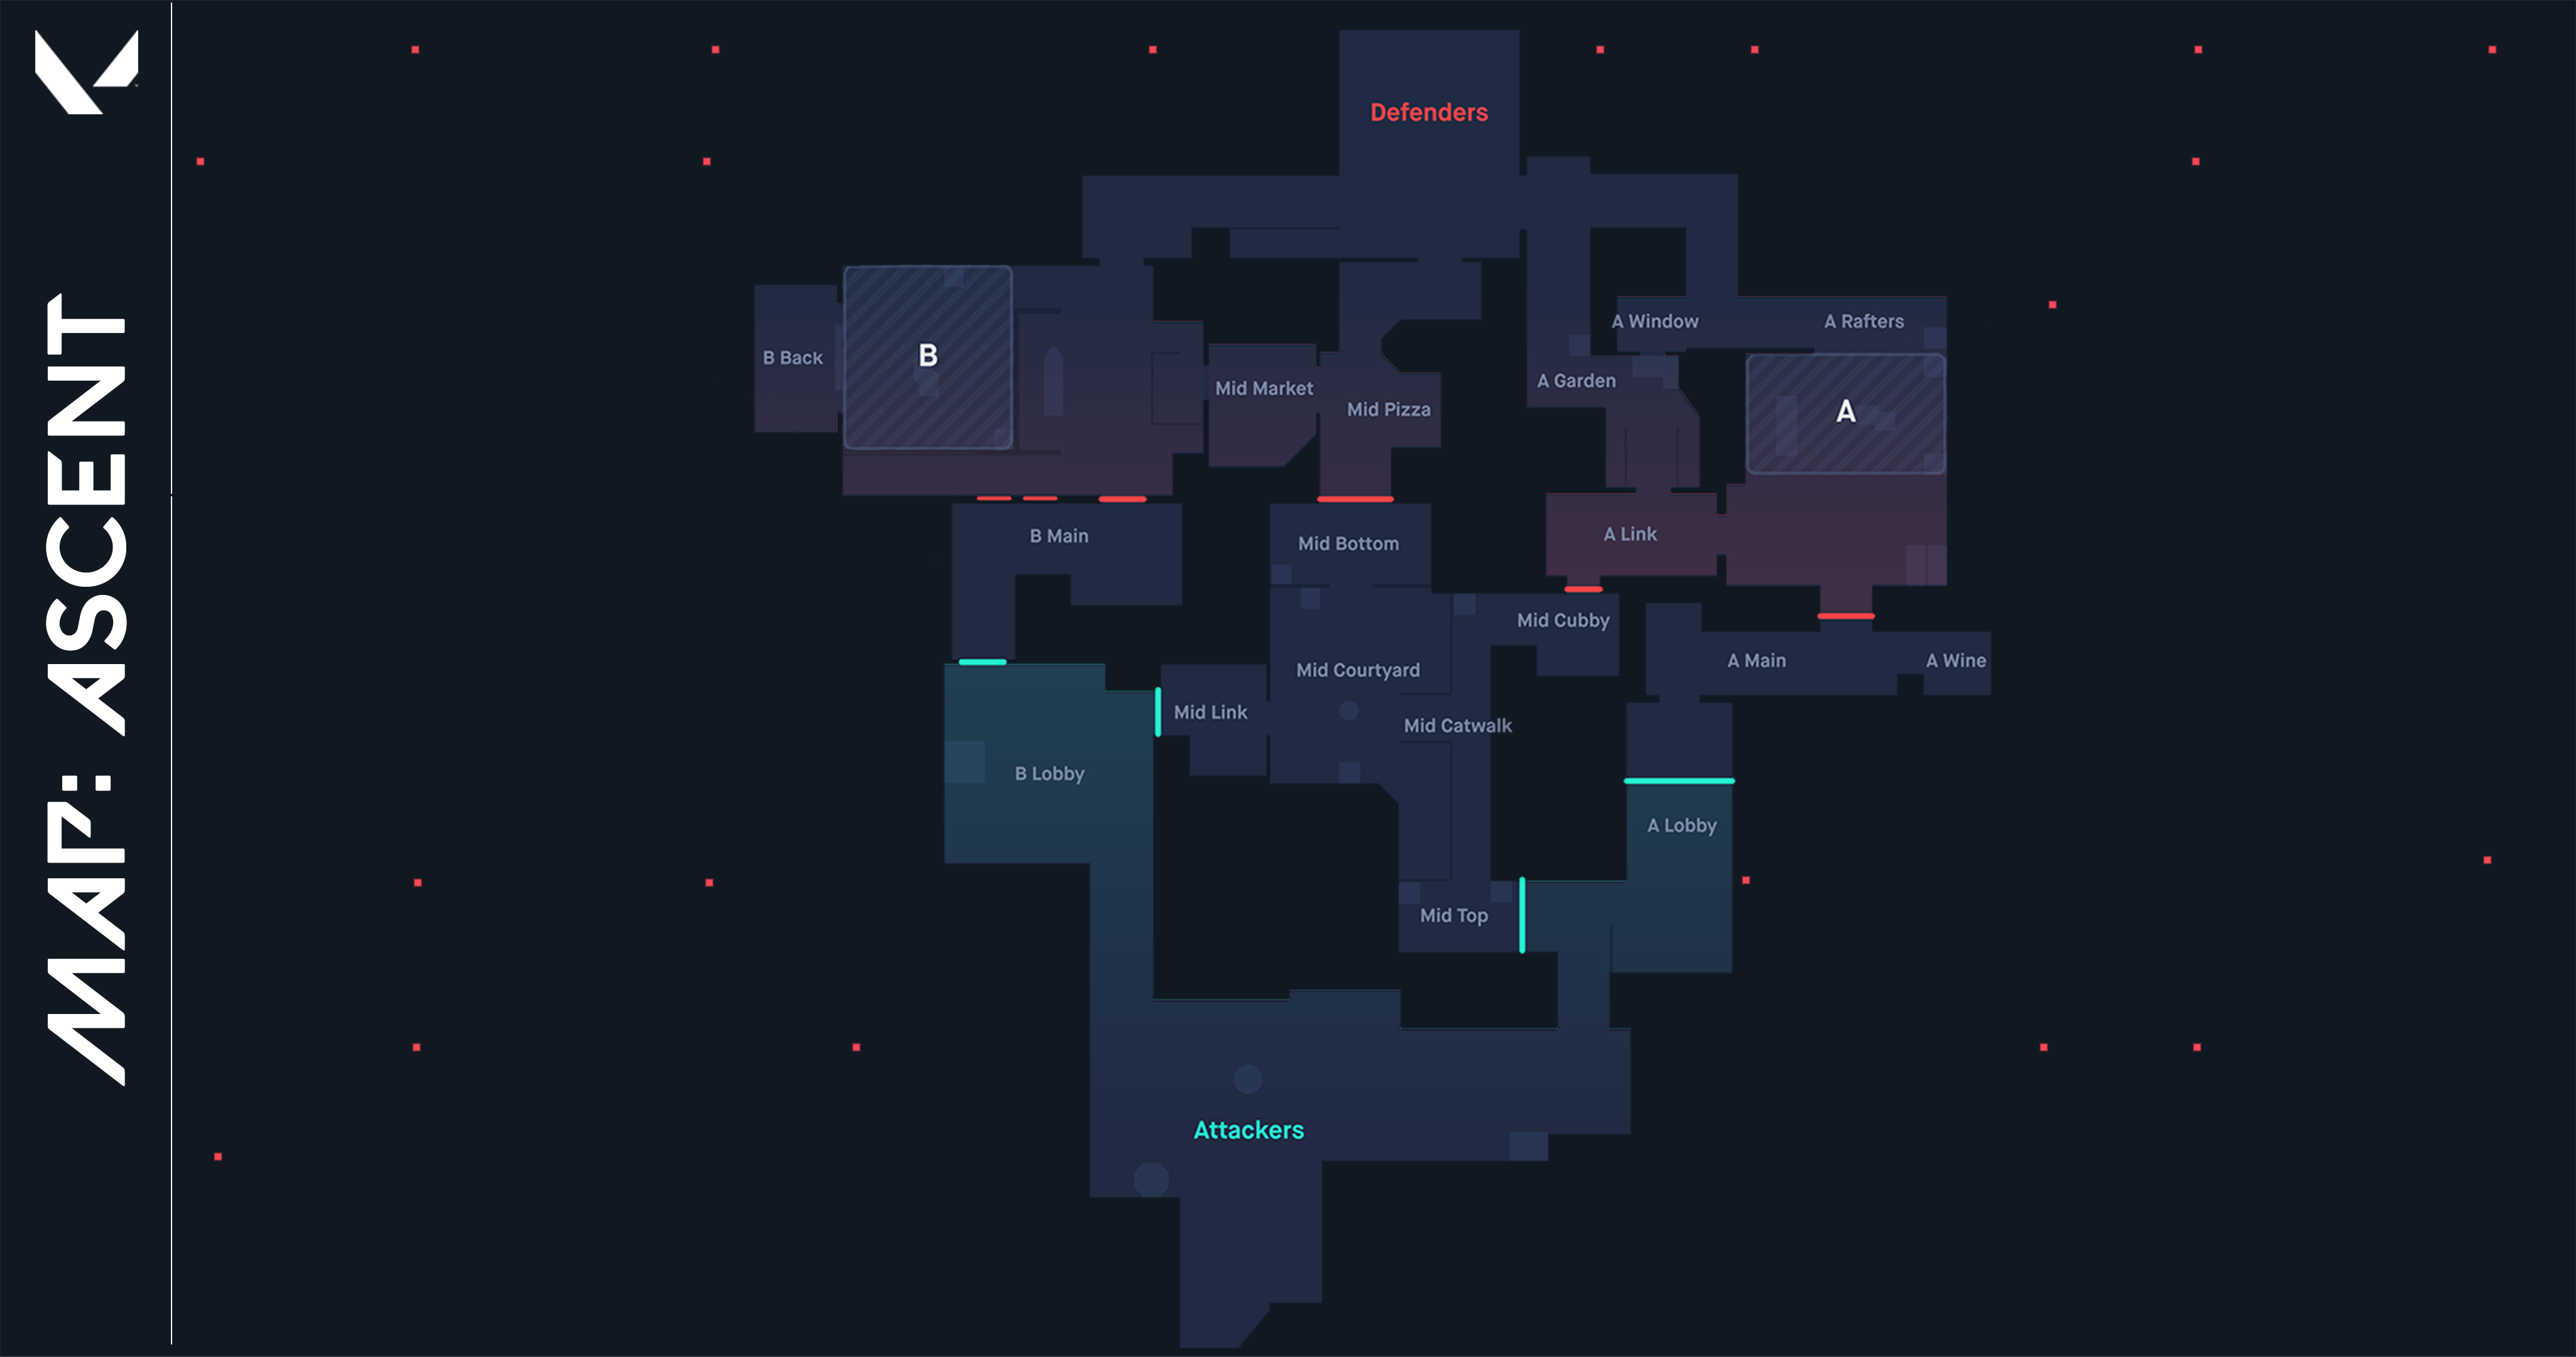 MAP: ASCENT
Defenders
A Window
A Rafters
B
B Back
A Garden
Mid Market
Mid Pizza
A
A Link
B Main
Mid Bottom
Mid Cubby
A Main
A Wine
Mid Courtyard
Mid Link
Mid Catwalk
B Lobby
A Lobby
Mid Top
Attackers